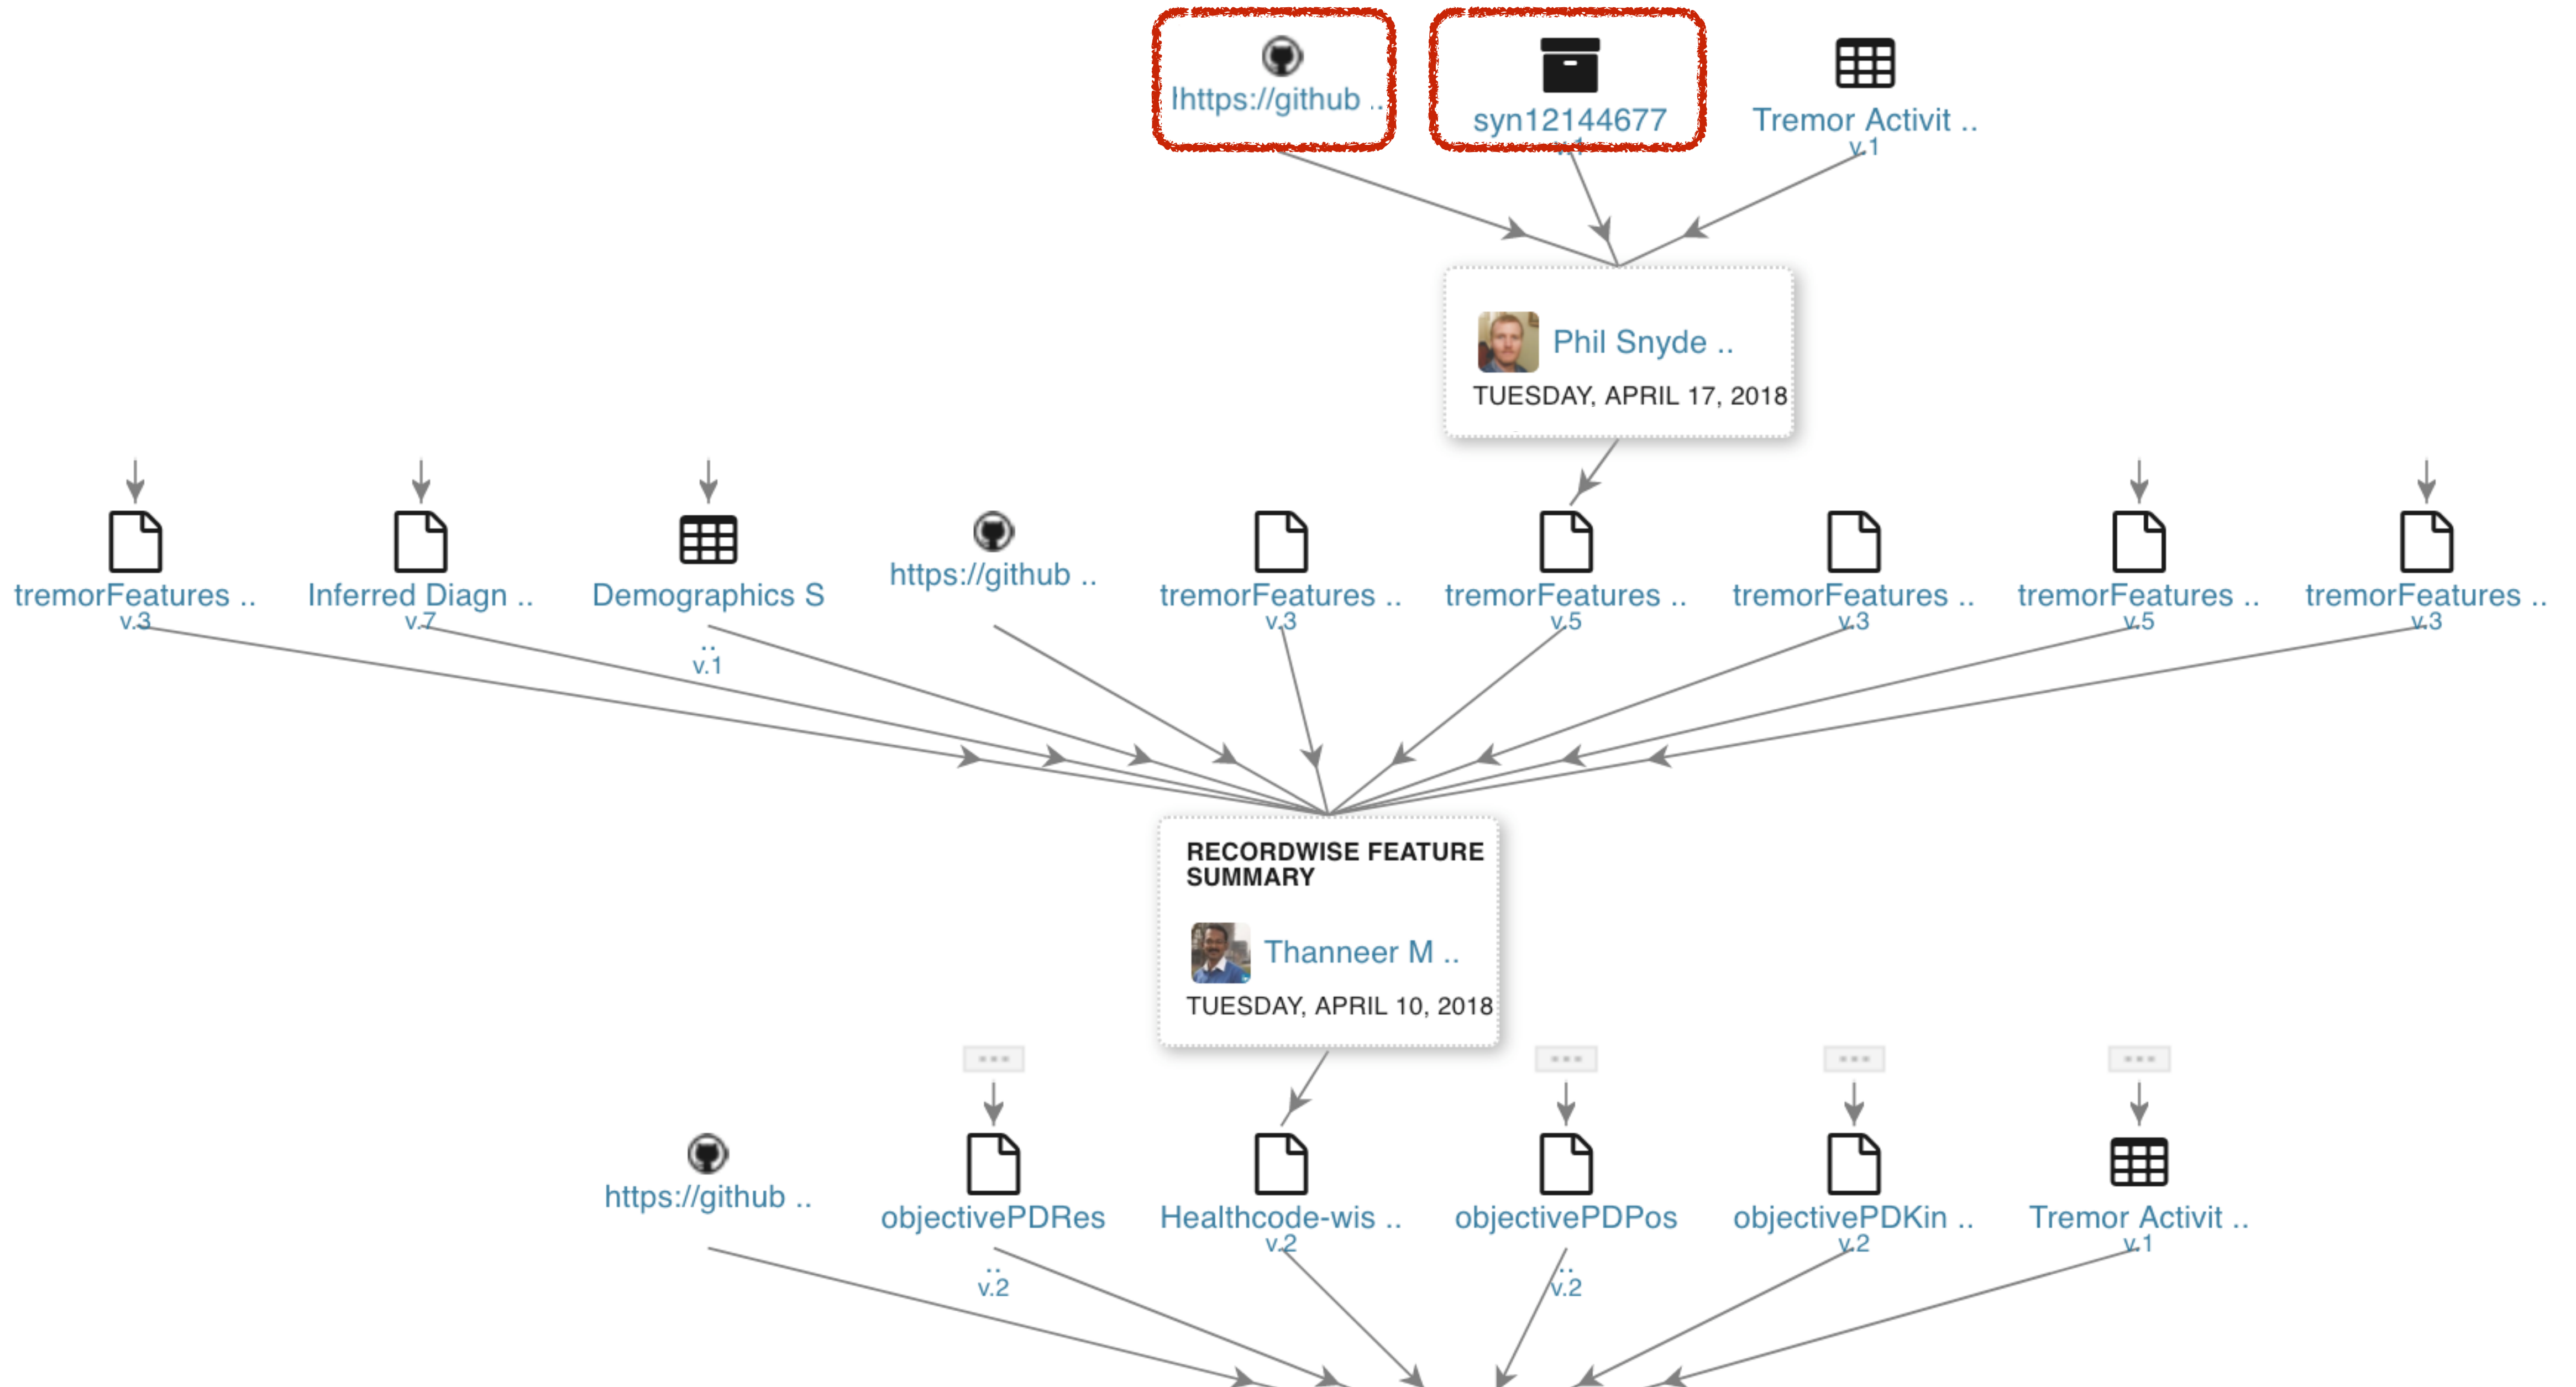 lhttps://github ..
syn12144677
v.1
Tremor Activit ..
v.1
Phil Snyde ..
TUESDAY, APRIL 17, 2018
tremorFeatures ..
v.3
Inferred Diagn ..
v.7
Demographics S
..
v.1
https://github ..
tremorFeatures ..
v.3
tremorFeatures ..
v.5
tremorFeatures ..
v.3
tremorFeatures ..
v.5
tremorFeatures ..
v.3
RECORDWISE FEATURE
SUMMARY
Thanneer M ..
TUESDAY, APRIL 10, 2018
https://github ..
objectivePDRes
..
v.2
Healthcode-wis ..
v.2
objectivePDPos
..
v.2
objectivePDKin ..
v.2
Tremor Activit ..
v.1